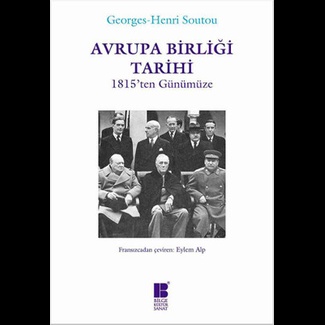 Georges-Henri Soutou
AVRUPA BİRLİĞİ
TARİHİ
1815'ten Günümüze
Fransızcadan çeviren: Eylem Alp
B
BİLGE
KÜLTÜR
SANAT